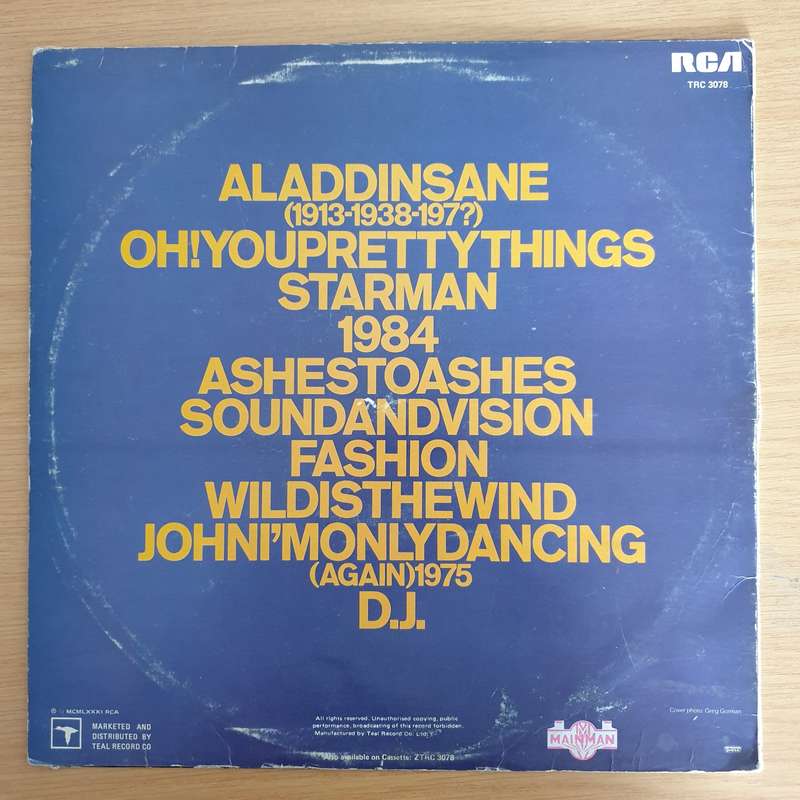 RCA
TRC 3078
ALADDINSANE
(1913-1938-197?)
OH!YOUPRETTYTHINGS
STARMAN
1984
ASHESTOASHES
SOUNDANDVISION
FASHION
WILDISTHEWIND
JOHNI'MONLYDANCING
(AGAIN)1975
D.J.
MCMLXXXI RCA
MARKETED AND
DISTRIBUTED BY
TEAL RECORD CO
All rights reserved. Unauthorised copying, public
performance, broadcasting of this record forbidden.
Manufactured by Teal Record Co. Ltd.
Also available on Cassette: ZTRC 3078
MAINMAN
Cover photo: Greg Gorman